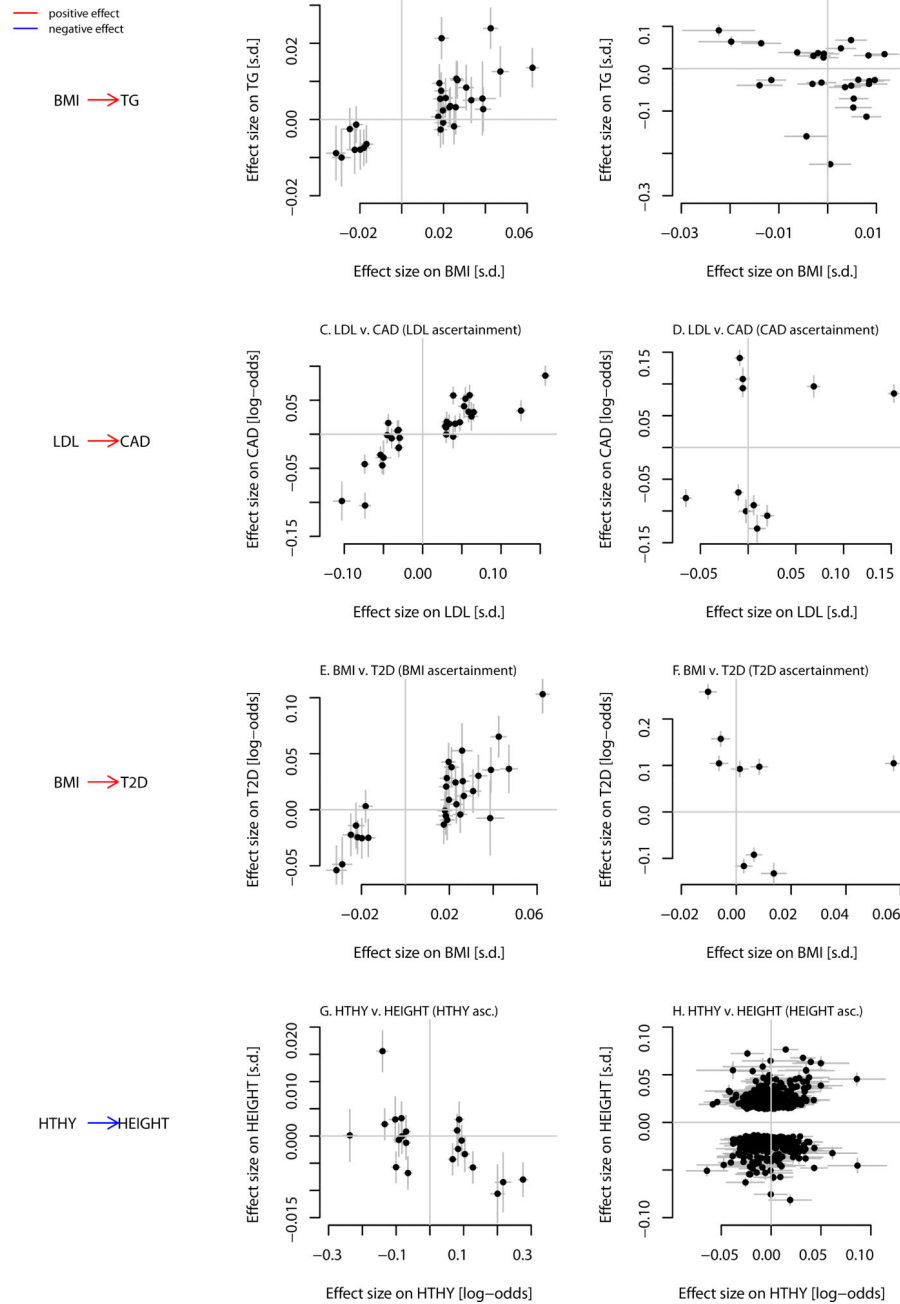 positive effect
negative effect
BMI TG
Effect size on TG [s.d.]
0.02
0.00
−0.02
−0.02 0.02 0.06
Effect size on BMI [s.d.]
Effect size on TG [s.d.]
0.1
0.0
−0.1
−0.3
−0.03 −0.01 0.01
Effect size on BMI [s.d.]
LDL CAD
C. LDL v. CAD (LDL ascertainment)
Effect size on CAD [log−odds]
0.05
−0.05
−0.15
−0.10 0.00 0.10
Effect size on LDL [s.d.]
D. LDL v. CAD (CAD ascertainment)
Effect size on CAD [log−odds]
0.15
0.05
−0.05
−0.15
−0.05 0.05 0.15
Effect size on LDL [s.d.]
BMI T2D
E. BMI v. T2D (BMI ascertainment)
Effect size on T2D [log−odds]
0.10
0.05
0.00
−0.05
−0.02 0.02 0.06
Effect size on BMI [s.d.]
F. BMI v. T2D (T2D ascertainment)
Effect size on T2D [log−odds]
0.2
0.1
0.0
−0.1
−0.02 0.00 0.02 0.04 0.06
Effect size on BMI [s.d.]
HTHY HEIGHT
G. HTHY v. HEIGHT (HTHY asc.)
Effect size on HEIGHT [s.d.]
0.020
0.010
0.000
−0.015
−0.3 −0.1 0.1 0.3
Effect size on HTHY [log−odds]
H. HTHY v. HEIGHT (HEIGHT asc.)
Effect size on HEIGHT [s.d.]
0.10
0.05
0.00
−0.10
−0.05 0.00 0.05 0.10
Effect size on HTHY [log−odds]